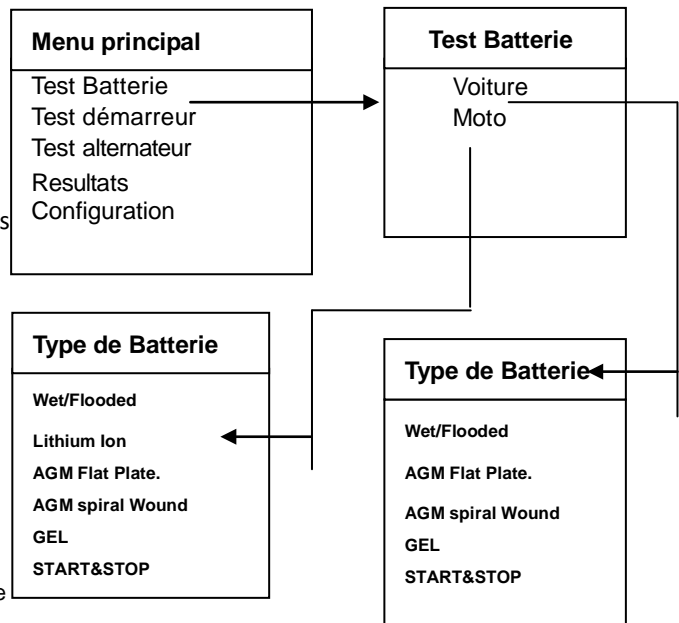 Menu principal
Test Batterie
Test démarreur
Test alternateur
Resultats
Configuration
s
Test Batterie
Voiture
Moto
Type de Batterie
Wet/Flooded
Lithium Ion
AGM Flat Plate.
AGM spiral Wound
GEL
START&STOP
e
Type de Batterie
Wet/Flooded
AGM Flat Plate.
AGM spiral Wound
GEL
START&STOP